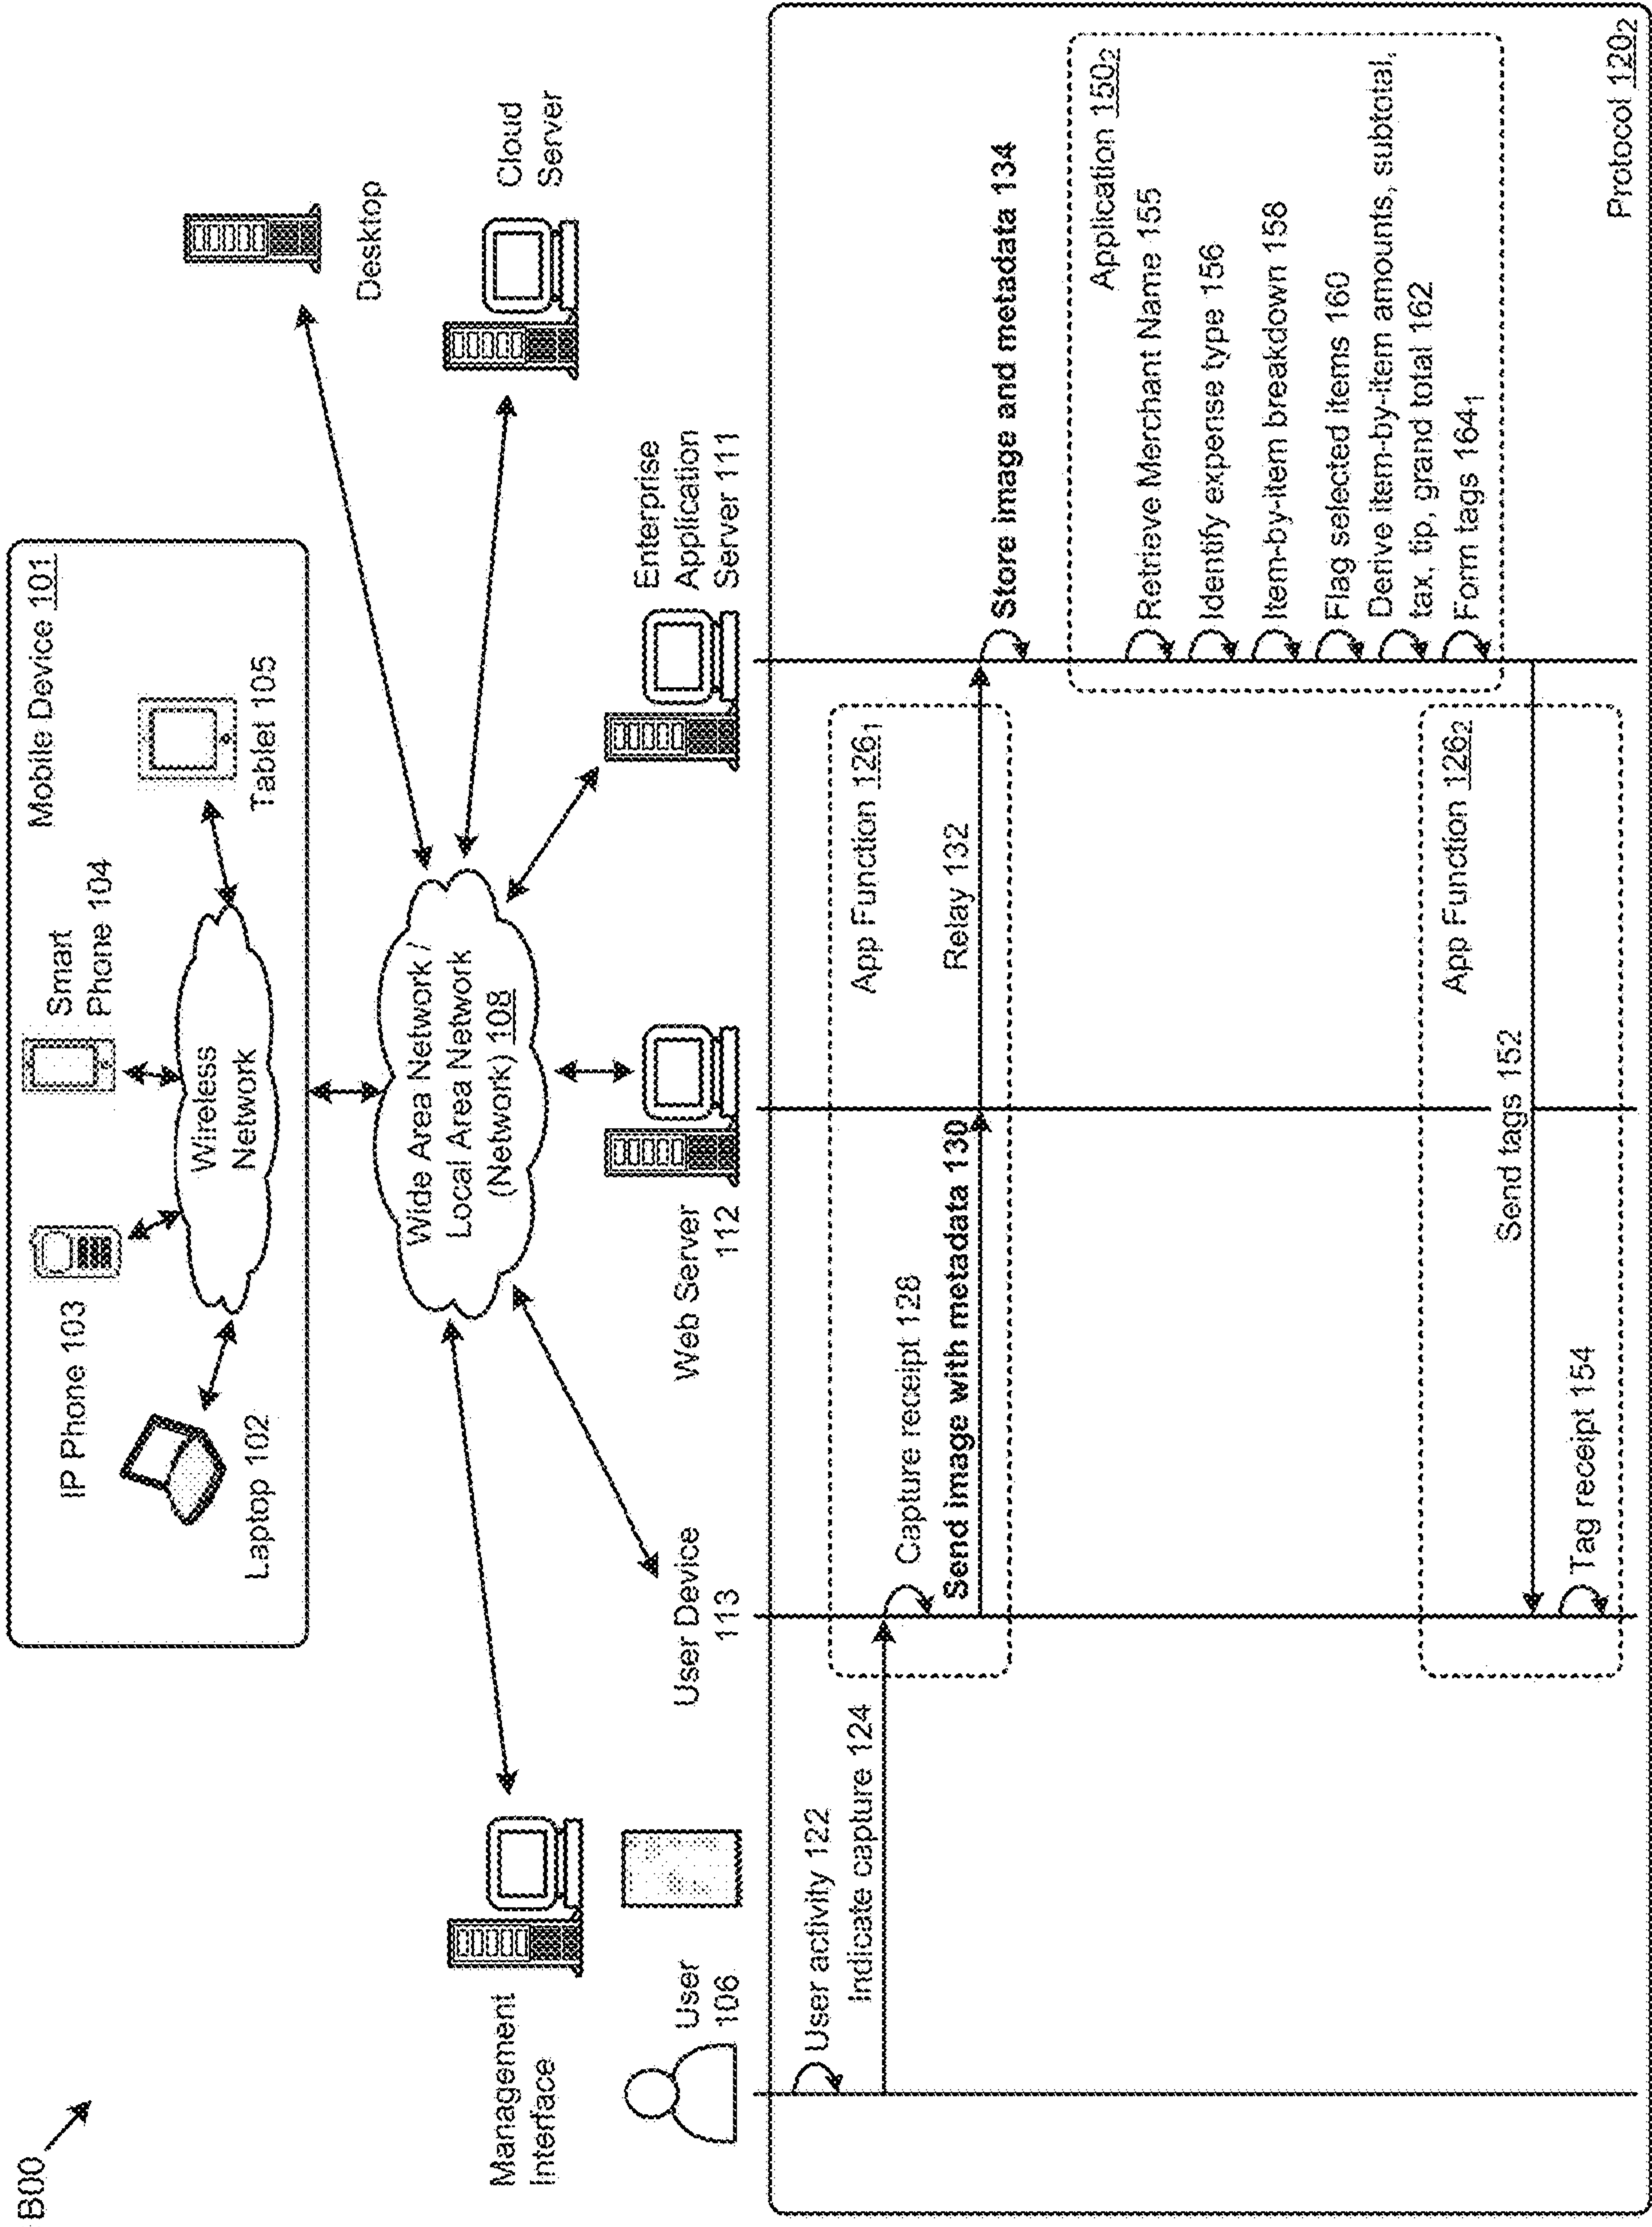 B00
Mobile Device 101
IP Phone 103
Smart
Phone 104
Laptop 102
Wireless
Network
Tablet 105
Desktop
Wide Area Network /
Local Area Network
(Network) 108
Cloud
Server
Management
Interface
Enterprise
Application
Server 111
User
106
User Device
113
Web Server
112
User activity 122
Indicate capture 124
App Function 126₁
Capture receipt 128
Send image with metadata 130
Relay 132
Store image and metadata 134
Application 150₂
Retrieve Merchant Name 155
Identify expense type 156
Item-by-item breakdown 158
Flag selected items 160
Derive item-by-item amounts, subtotal,
tax, tip, grand total 162
Form tags 164₁
App Function 126₂
Send tags 152
Tag receipt 154
Protocol 120₂